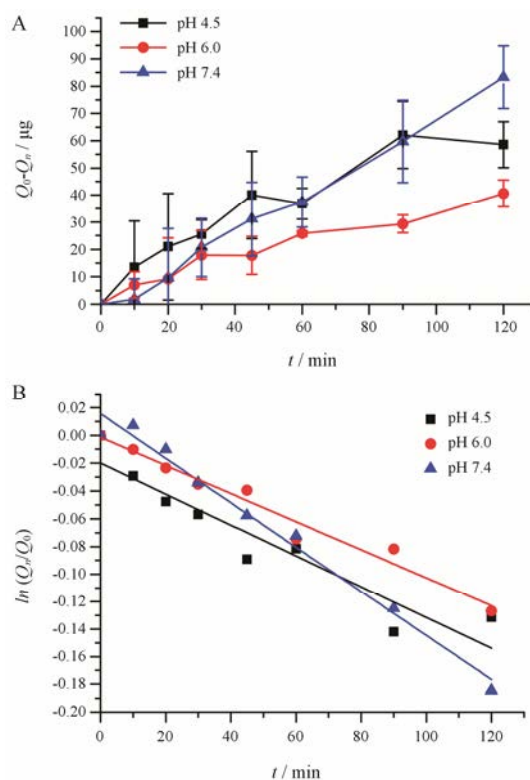 A
pH 4.5
pH 6.0
pH 7.4
100
90
80
70
60
50
40
30
20
10
0
Q₀-Qₙ / µg
0 20 40 60 80 100 120
t / min
B
0.02
0.00
-0.02
-0.04
-0.06
-0.08
-0.10
-0.12
-0.14
-0.16
-0.18
-0.20
ln (Qₙ/Q₀)
pH 4.5
pH 6.0
pH 7.4
0 20 40 60 80 100 120
t / min